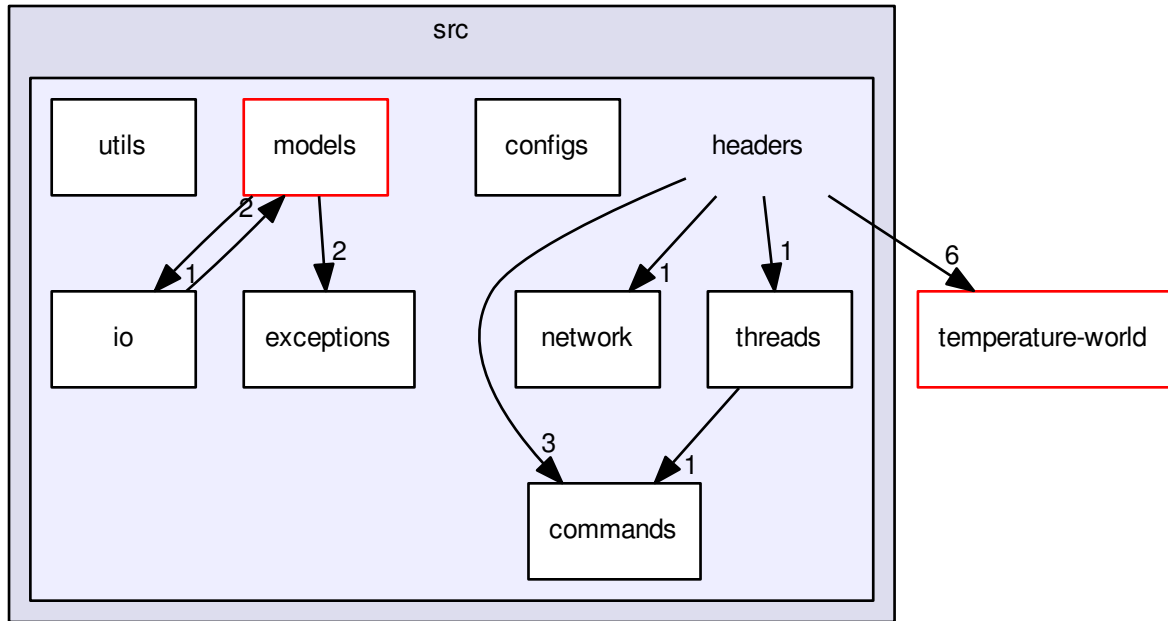 src
utils
models
configs
headers
2
1
2
1
1
6
io
exceptions
network
threads
temperature-world
3
1
commands